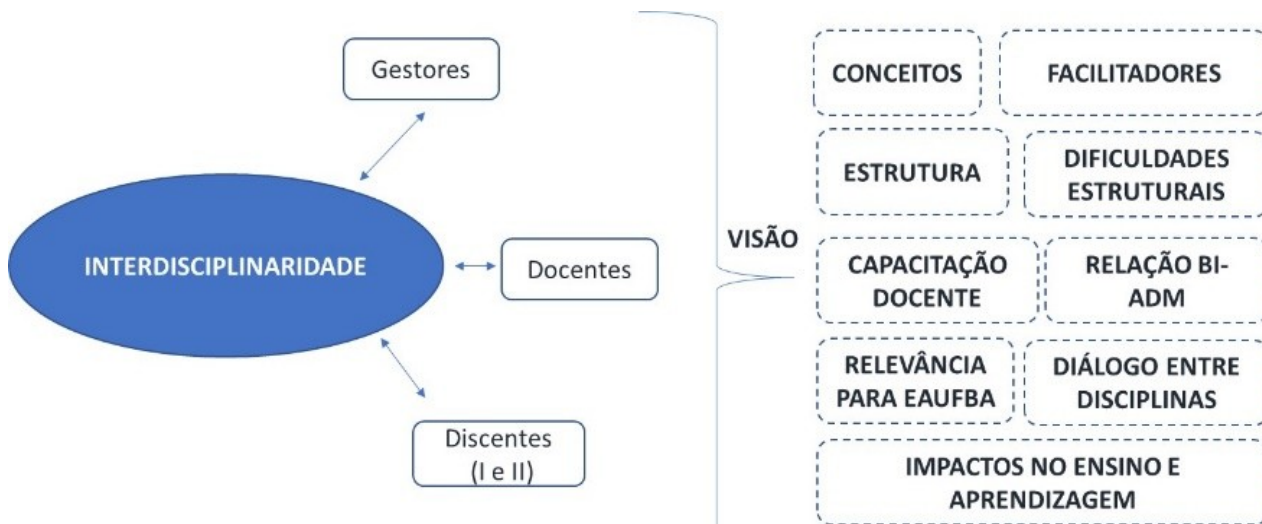 Gestores
INTERDISCIPLINARIDADE
Docentes
Discentes
(I e II)
VISÃO
CONCEITOS
FACILITADORES
ESTRUTURA
DIFICULDADES
ESTRUTURAIS
CAPACITAÇÃO
DOCENTE
RELAÇÃO BI-
ADM
RELEVÂNCIA
PARA EAUFBA
DIÁLOGO ENTRE
DISCIPLINAS
IMPACTOS NO ENSINO E
APRENDIZAGEM